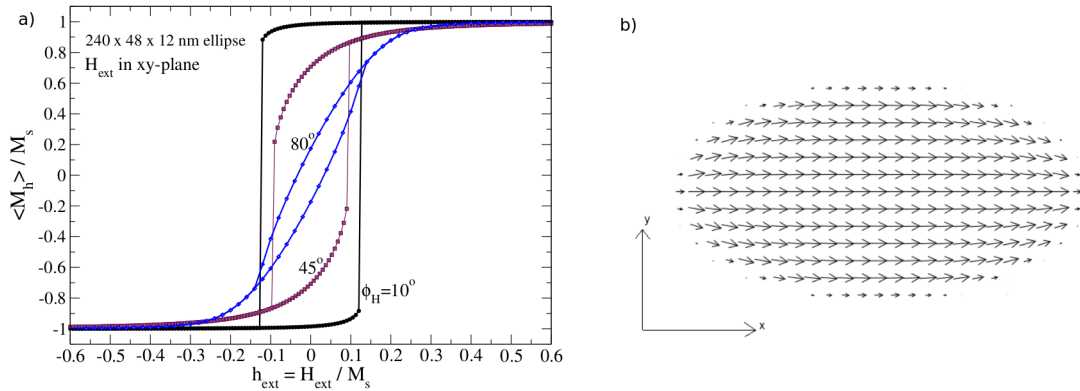 a)
240 x 48 x 12 nm ellipse
H_ext in xy-plane
80°
45°
ϕ_H=10°
<M_h> / M_s
1
0.8
0.6
0.4
0.2
0
-0.2
-0.4
-0.6
-0.8
-1
-0.6 -0.5 -0.4 -0.3 -0.2 -0.1 0 0.1 0.2 0.3 0.4 0.5 0.6
h_ext = H_ext / M_s
b)
y
x